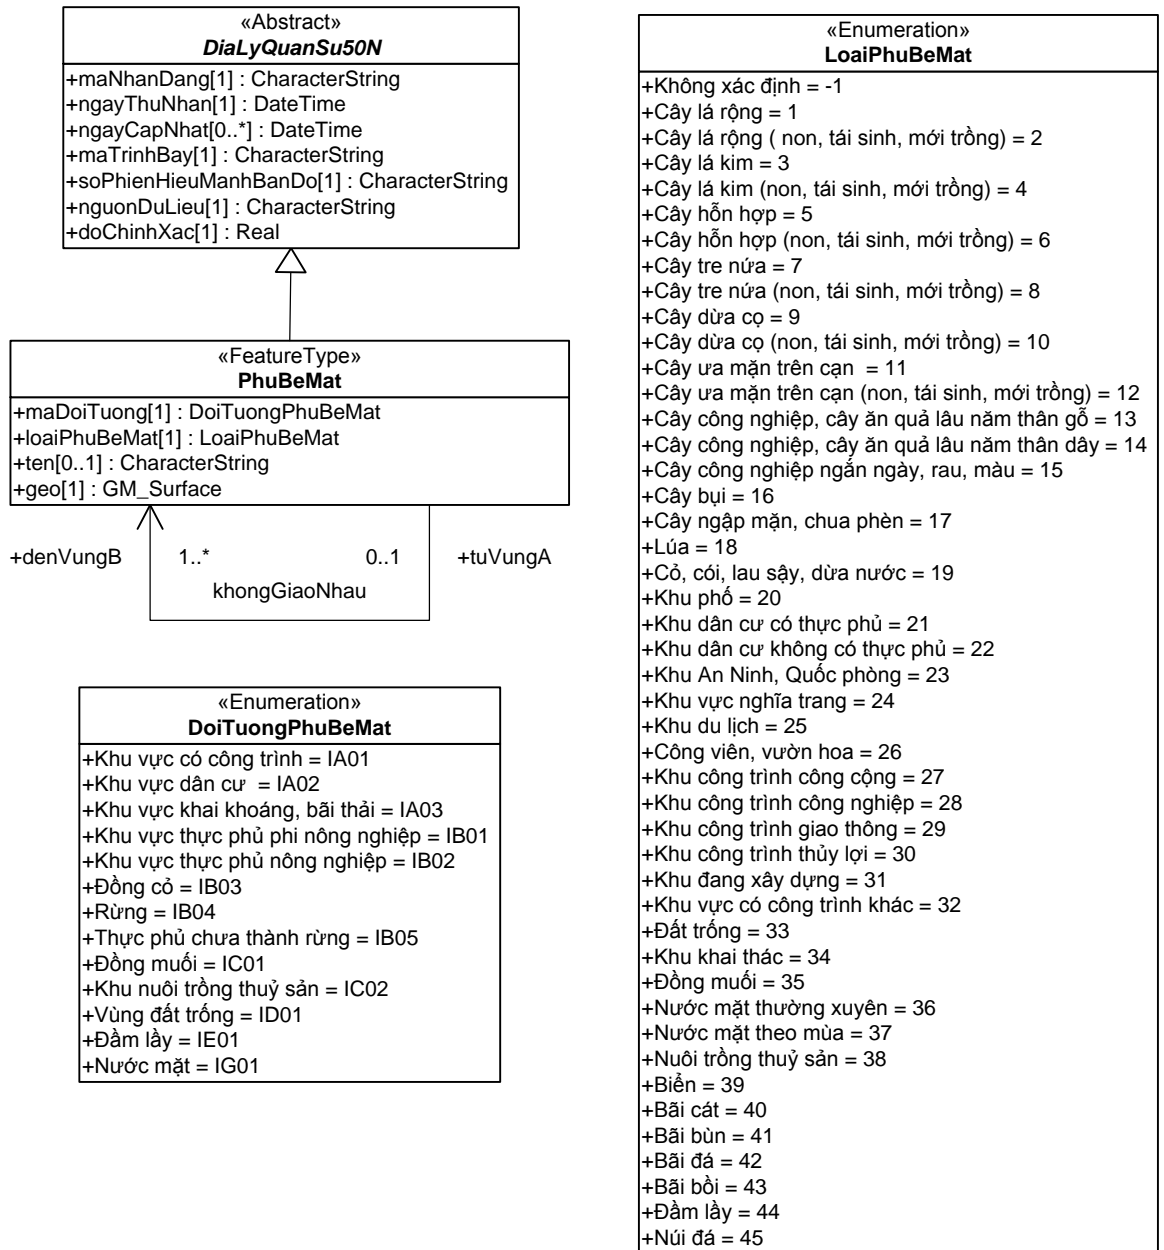 «Abstract»
DiaLyQuanSu50N
+maNhanDang[1] : CharacterString
+ngayThuNhan[1] : DateTime
+ngayCapNhat[0..*] : DateTime
+maTrinhBay[1] : CharacterString
+soPhienHieuManhBanDo[1] : CharacterString
+nguonDuLieu[1] : CharacterString
+doChinhXac[1] : Real
«FeatureType»
PhuBeMat
+maDoiTuong[1] : DoiTuongPhuBeMat
+loaiPhuBeMat[1] : LoaiPhuBeMat
+ten[0..1] : CharacterString
+geo[1] : GM_Surface
+denVungB 1..* 0..1 +tuVungA
khongGiaoNhau
«Enumeration»
DoiTuongPhuBeMat
+Khu vực có công trình = IA01
+Khu vực dân cư  = IA02
+Khu vực khai khoáng, bãi thải = IA03
+Khu vực thực phủ phi nông nghiệp = IB01
+Khu vực thực phủ nông nghiệp = IB02
+Đồng cỏ = IB03
+Rừng = IB04
+Thực phủ chưa thành rừng = IB05
+Đồng muối = IC01
+Khu nuôi trồng thuỷ sản = IC02
+Vùng đất trống = ID01
+Đầm lầy = IE01
+Nước mặt = IG01
«Enumeration»
LoaiPhuBeMat
+Không xác định = -1
+Cây lá rộng = 1
+Cây lá rộng ( non, tái sinh, mới trồng) = 2
+Cây lá kim = 3
+Cây lá kim (non, tái sinh, mới trồng) = 4
+Cây hỗn hợp = 5
+Cây hỗn hợp (non, tái sinh, mới trồng) = 6
+Cây tre nứa = 7
+Cây tre nứa (non, tái sinh, mới trồng) = 8
+Cây dừa cọ = 9
+Cây dừa cọ (non, tái sinh, mới trồng) = 10
+Cây ưa mặn trên cạn  = 11
+Cây ưa mặn trên cạn (non, tái sinh, mới trồng) = 12
+Cây công nghiệp, cây ăn quả lâu năm thân gỗ = 13
+Cây công nghiệp, cây ăn quả lâu năm thân dây = 14
+Cây công nghiệp ngắn ngày, rau, màu = 15
+Cây bụi = 16
+Cây ngập mặn, chua phèn = 17
+Lúa = 18
+Cỏ, cói, lau sậy, dừa nước = 19
+Khu phố = 20
+Khu dân cư có thực phủ = 21
+Khu dân cư không có thực phủ = 22
+Khu An Ninh, Quốc phòng = 23
+Khu vực nghĩa trang = 24
+Khu du lịch = 25
+Công viên, vườn hoa = 26
+Khu công trình công cộng = 27
+Khu công trình công nghiệp = 28
+Khu công trình giao thông = 29
+Khu công trình thủy lợi = 30
+Khu đang xây dựng = 31
+Khu vực có công trình khác = 32
+Đất trống = 33
+Khu khai thác = 34
+Đồng muối = 35
+Nước mặt thường xuyên = 36
+Nước mặt theo mùa = 37
+Nuôi trồng thuỷ sản = 38
+Biển = 39
+Bãi cát = 40
+Bãi bùn = 41
+Bãi đá = 42
+Bãi bồi = 43
+Đầm lầy = 44
+Núi đá = 45